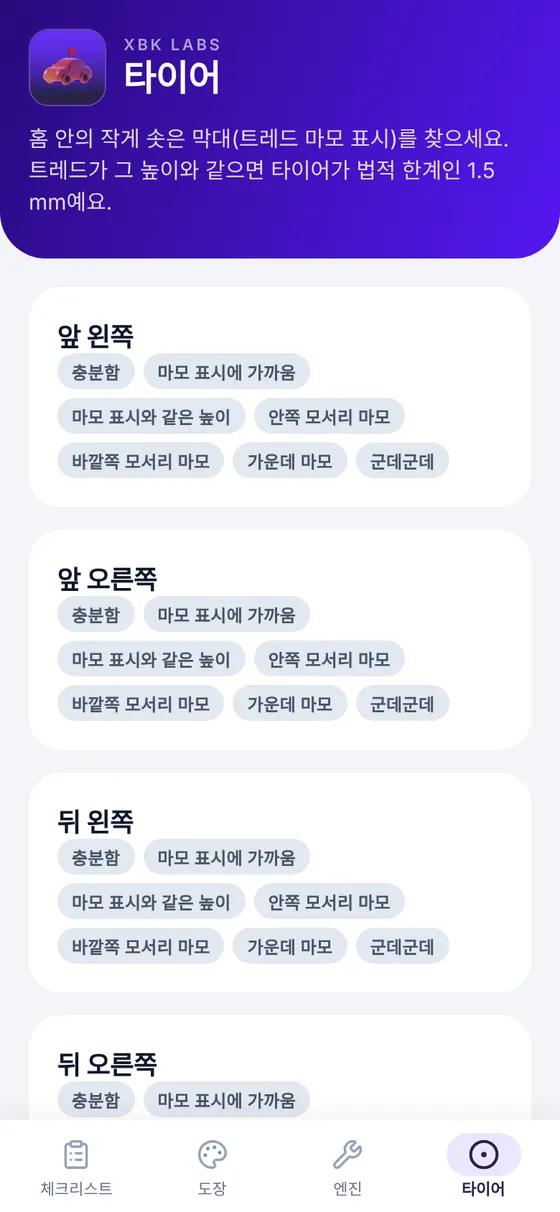 XBK LABS
타이어
홈 안의 작게 솟은 막대(트레드 마모 표시)를 찾으세요.
트레드가 그 높이와 같으면 타이어가 법적 한계인 1.5
mm예요.
앞 왼쪽
충분함 마모 표시에 가까움
마모 표시와 같은 높이 안쪽 모서리 마모
바깥쪽 모서리 마모 가운데 마모 군데군데
앞 오른쪽
충분함 마모 표시에 가까움
마모 표시와 같은 높이 안쪽 모서리 마모
바깥쪽 모서리 마모 가운데 마모 군데군데
뒤 왼쪽
충분함 마모 표시에 가까움
마모 표시와 같은 높이 안쪽 모서리 마모
바깥쪽 모서리 마모 가운데 마모 군데군데
뒤 오른쪽
충분함 마모 표시에 가까움
체크리스트 도장 엔진 타이어